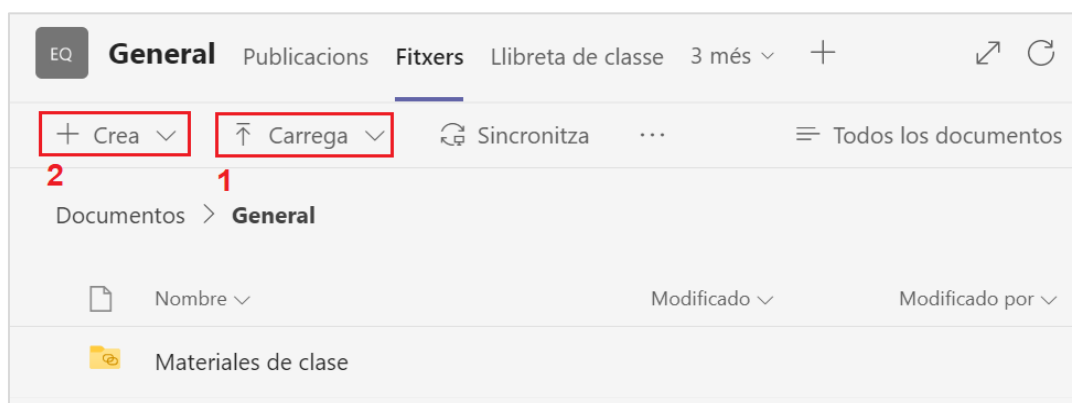 EQ General Publicacions Fitxers Llibreta de classe 3 més
Crea Carrega Sincronitza ... Todos los documentos
2 1
Documentos > General
Nombre Modificado Modificado por
Materiales de clase